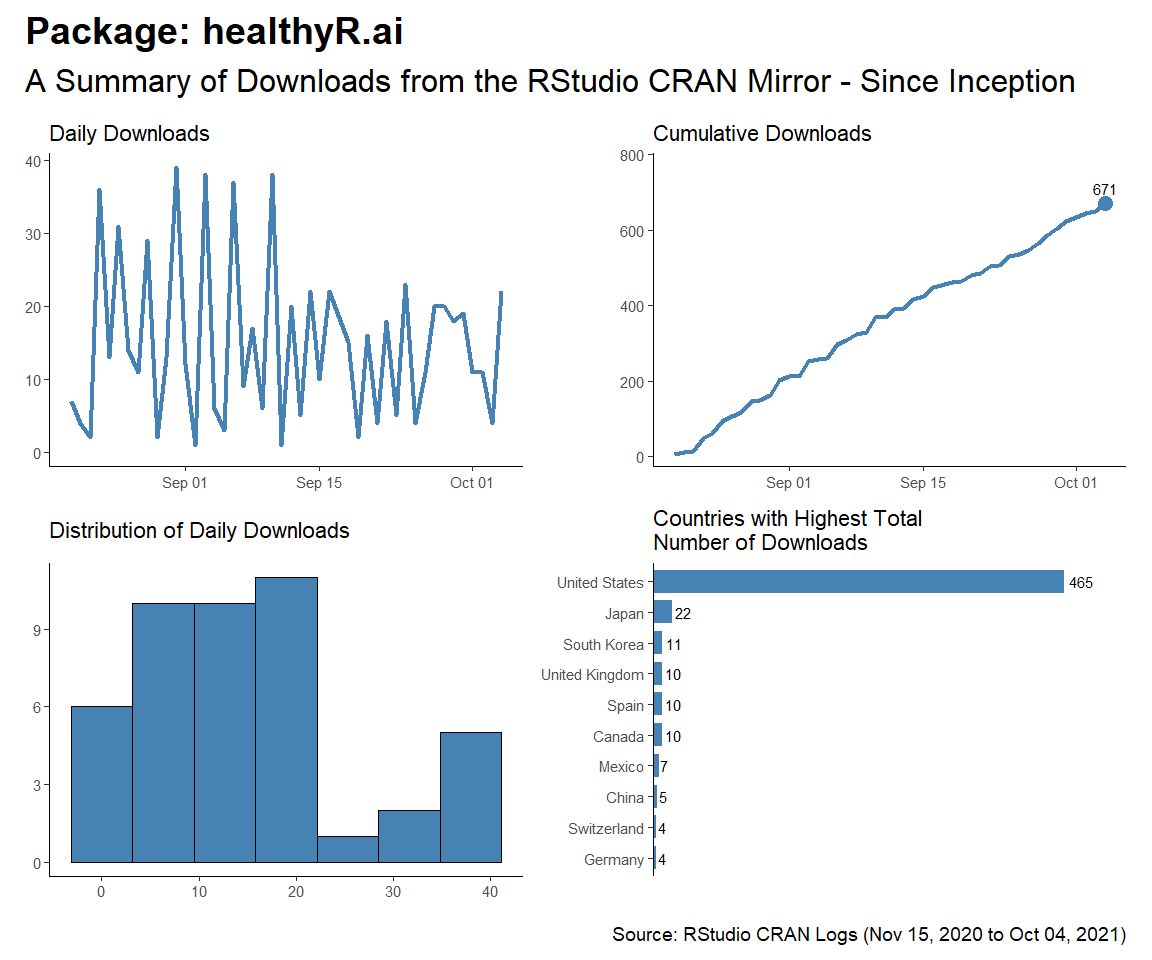 Package: healthyR.ai
A Summary of Downloads from the RStudio CRAN Mirror - Since Inception
Daily Downloads
40
30
20
10
0
Sep 01 Sep 15 Oct 01
Cumulative Downloads
800
600
400
200
0
671
Sep 01 Sep 15 Oct 01
Distribution of Daily Downloads
9
6
3
0
0 10 20 30 40
Countries with Highest Total
Number of Downloads
United States 465
Japan 22
South Korea 11
United Kingdom 10
Spain 10
Canada 10
Mexico 7
China 5
Switzerland 4
Germany 4
Source: RStudio CRAN Logs (Nov 15, 2020 to Oct 04, 2021)